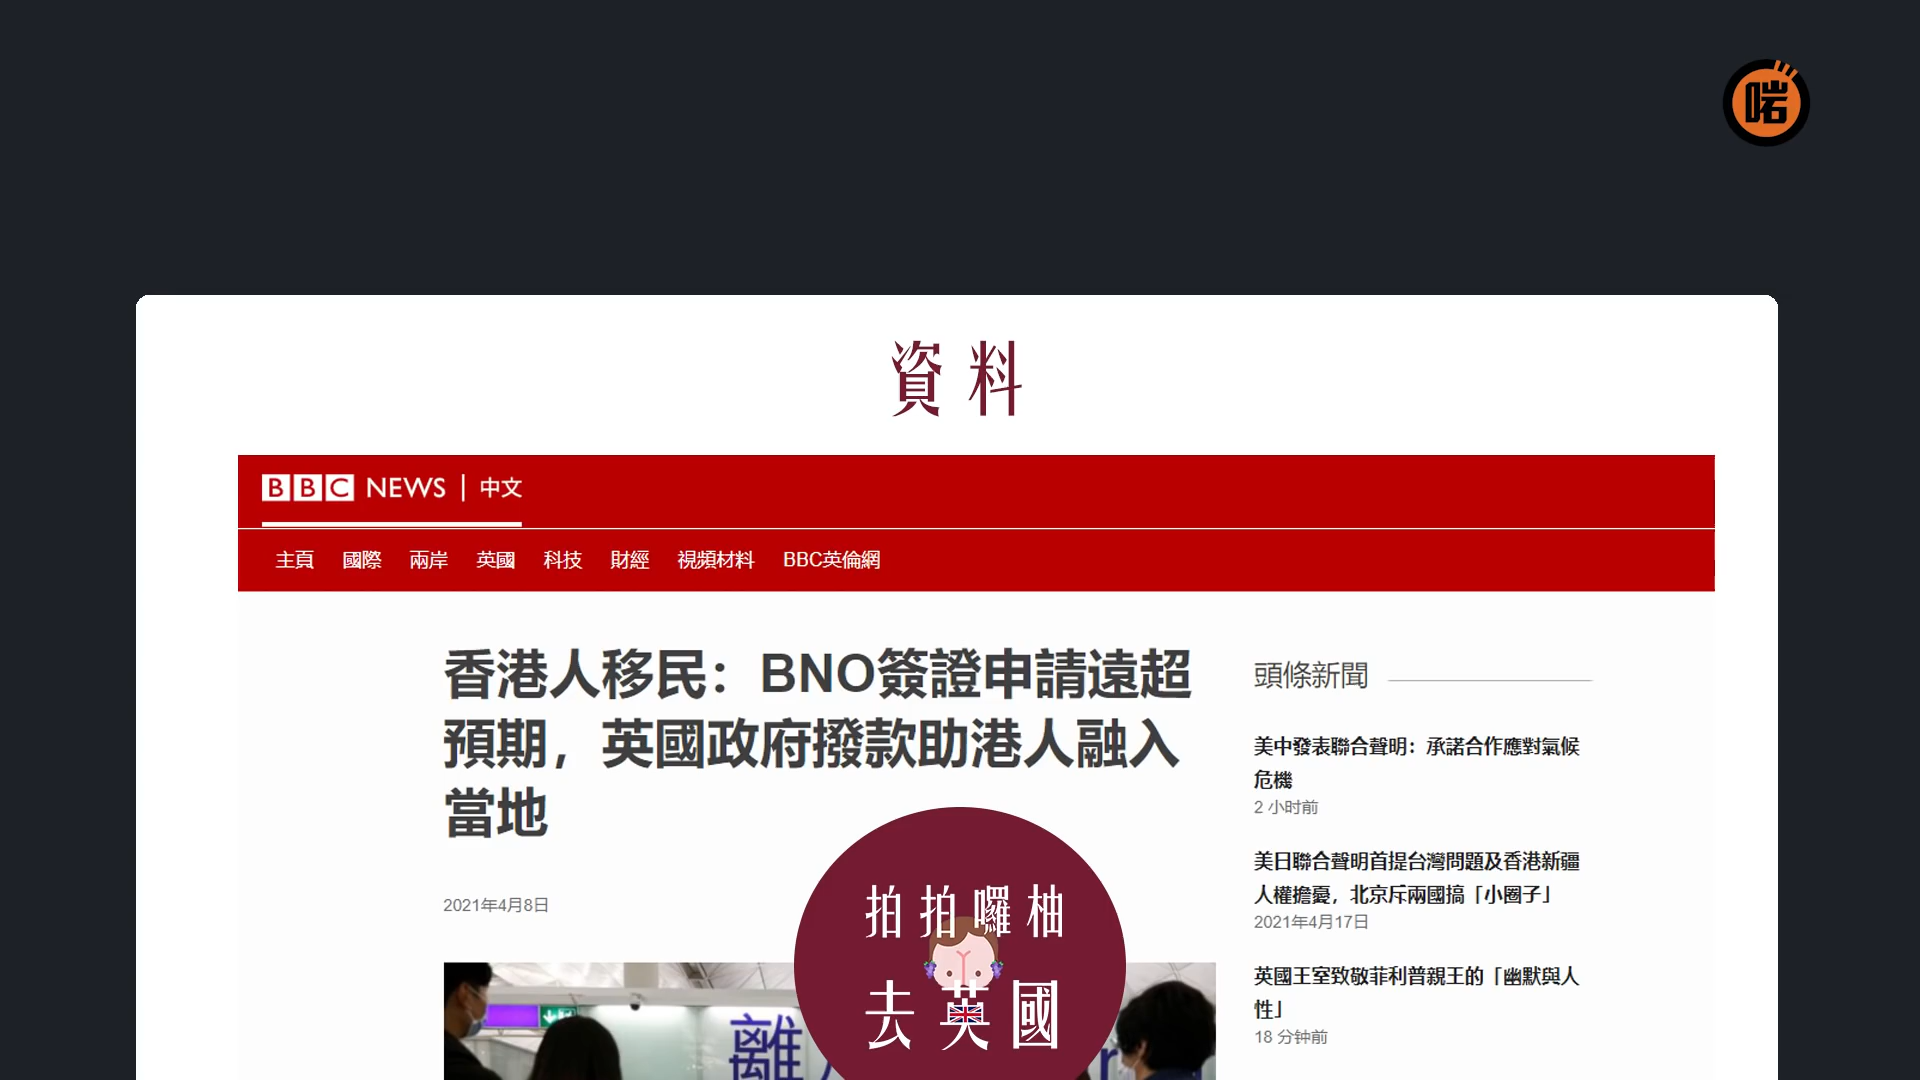 啱
資料
BBC NEWS | 中文
主頁 國際 兩岸 英國 科技 財經 視頻材料 BBC英倫網
香港人移民：BNO簽證申請遠超
預期，英國政府撥款助港人融入
當地
2021年4月8日
頭條新聞
美中發表聯合聲明：承諾合作應對氣候
危機
2 小时前
美日聯合聲明首提台灣問題及香港新疆
人權擔憂，北京斥兩國搞「小圈子」
2021年4月17日
英國王室致敬菲利普親王的「幽默與人
性」
18 分钟前
拍拍囉柚
去英國
離